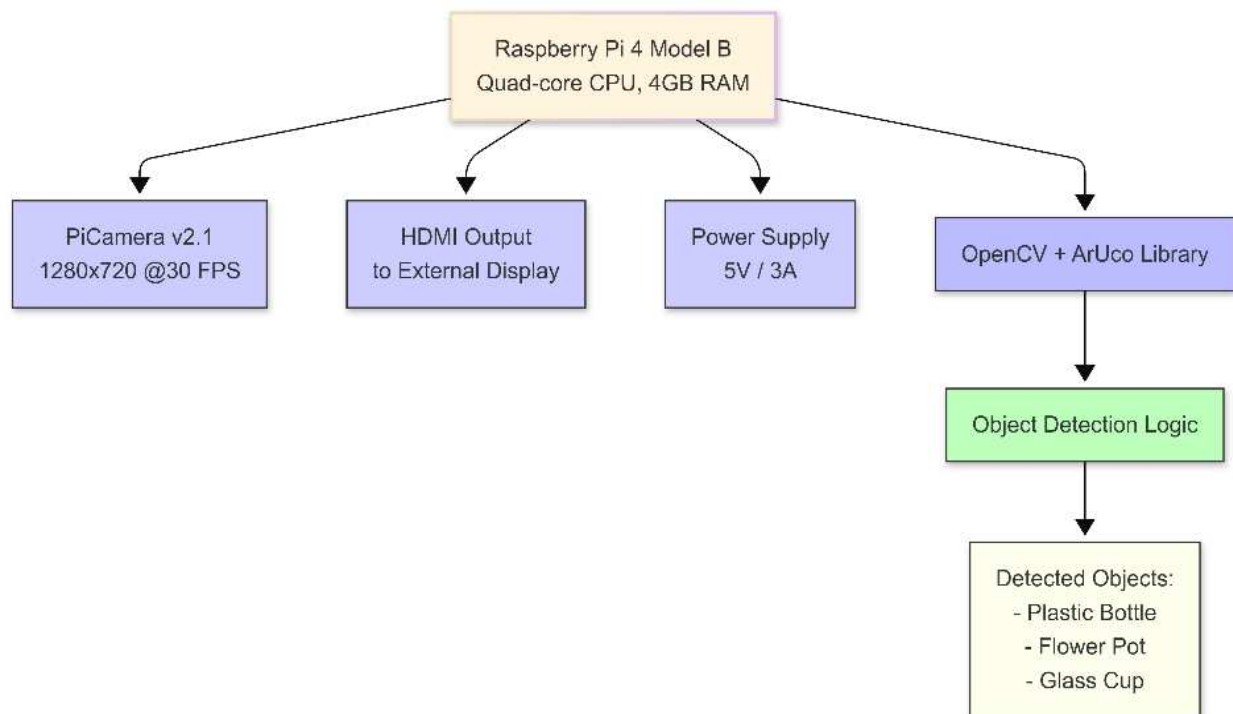 Raspberry Pi 4 Model B
Quad-core CPU, 4GB RAM
PiCamera v2.1
1280x720 @30 FPS
HDMI Output
to External Display
Power Supply
5V / 3A
OpenCV + ArUco Library
Object Detection Logic
Detected Objects:
- Plastic Bottle
- Flower Pot
- Glass Cup